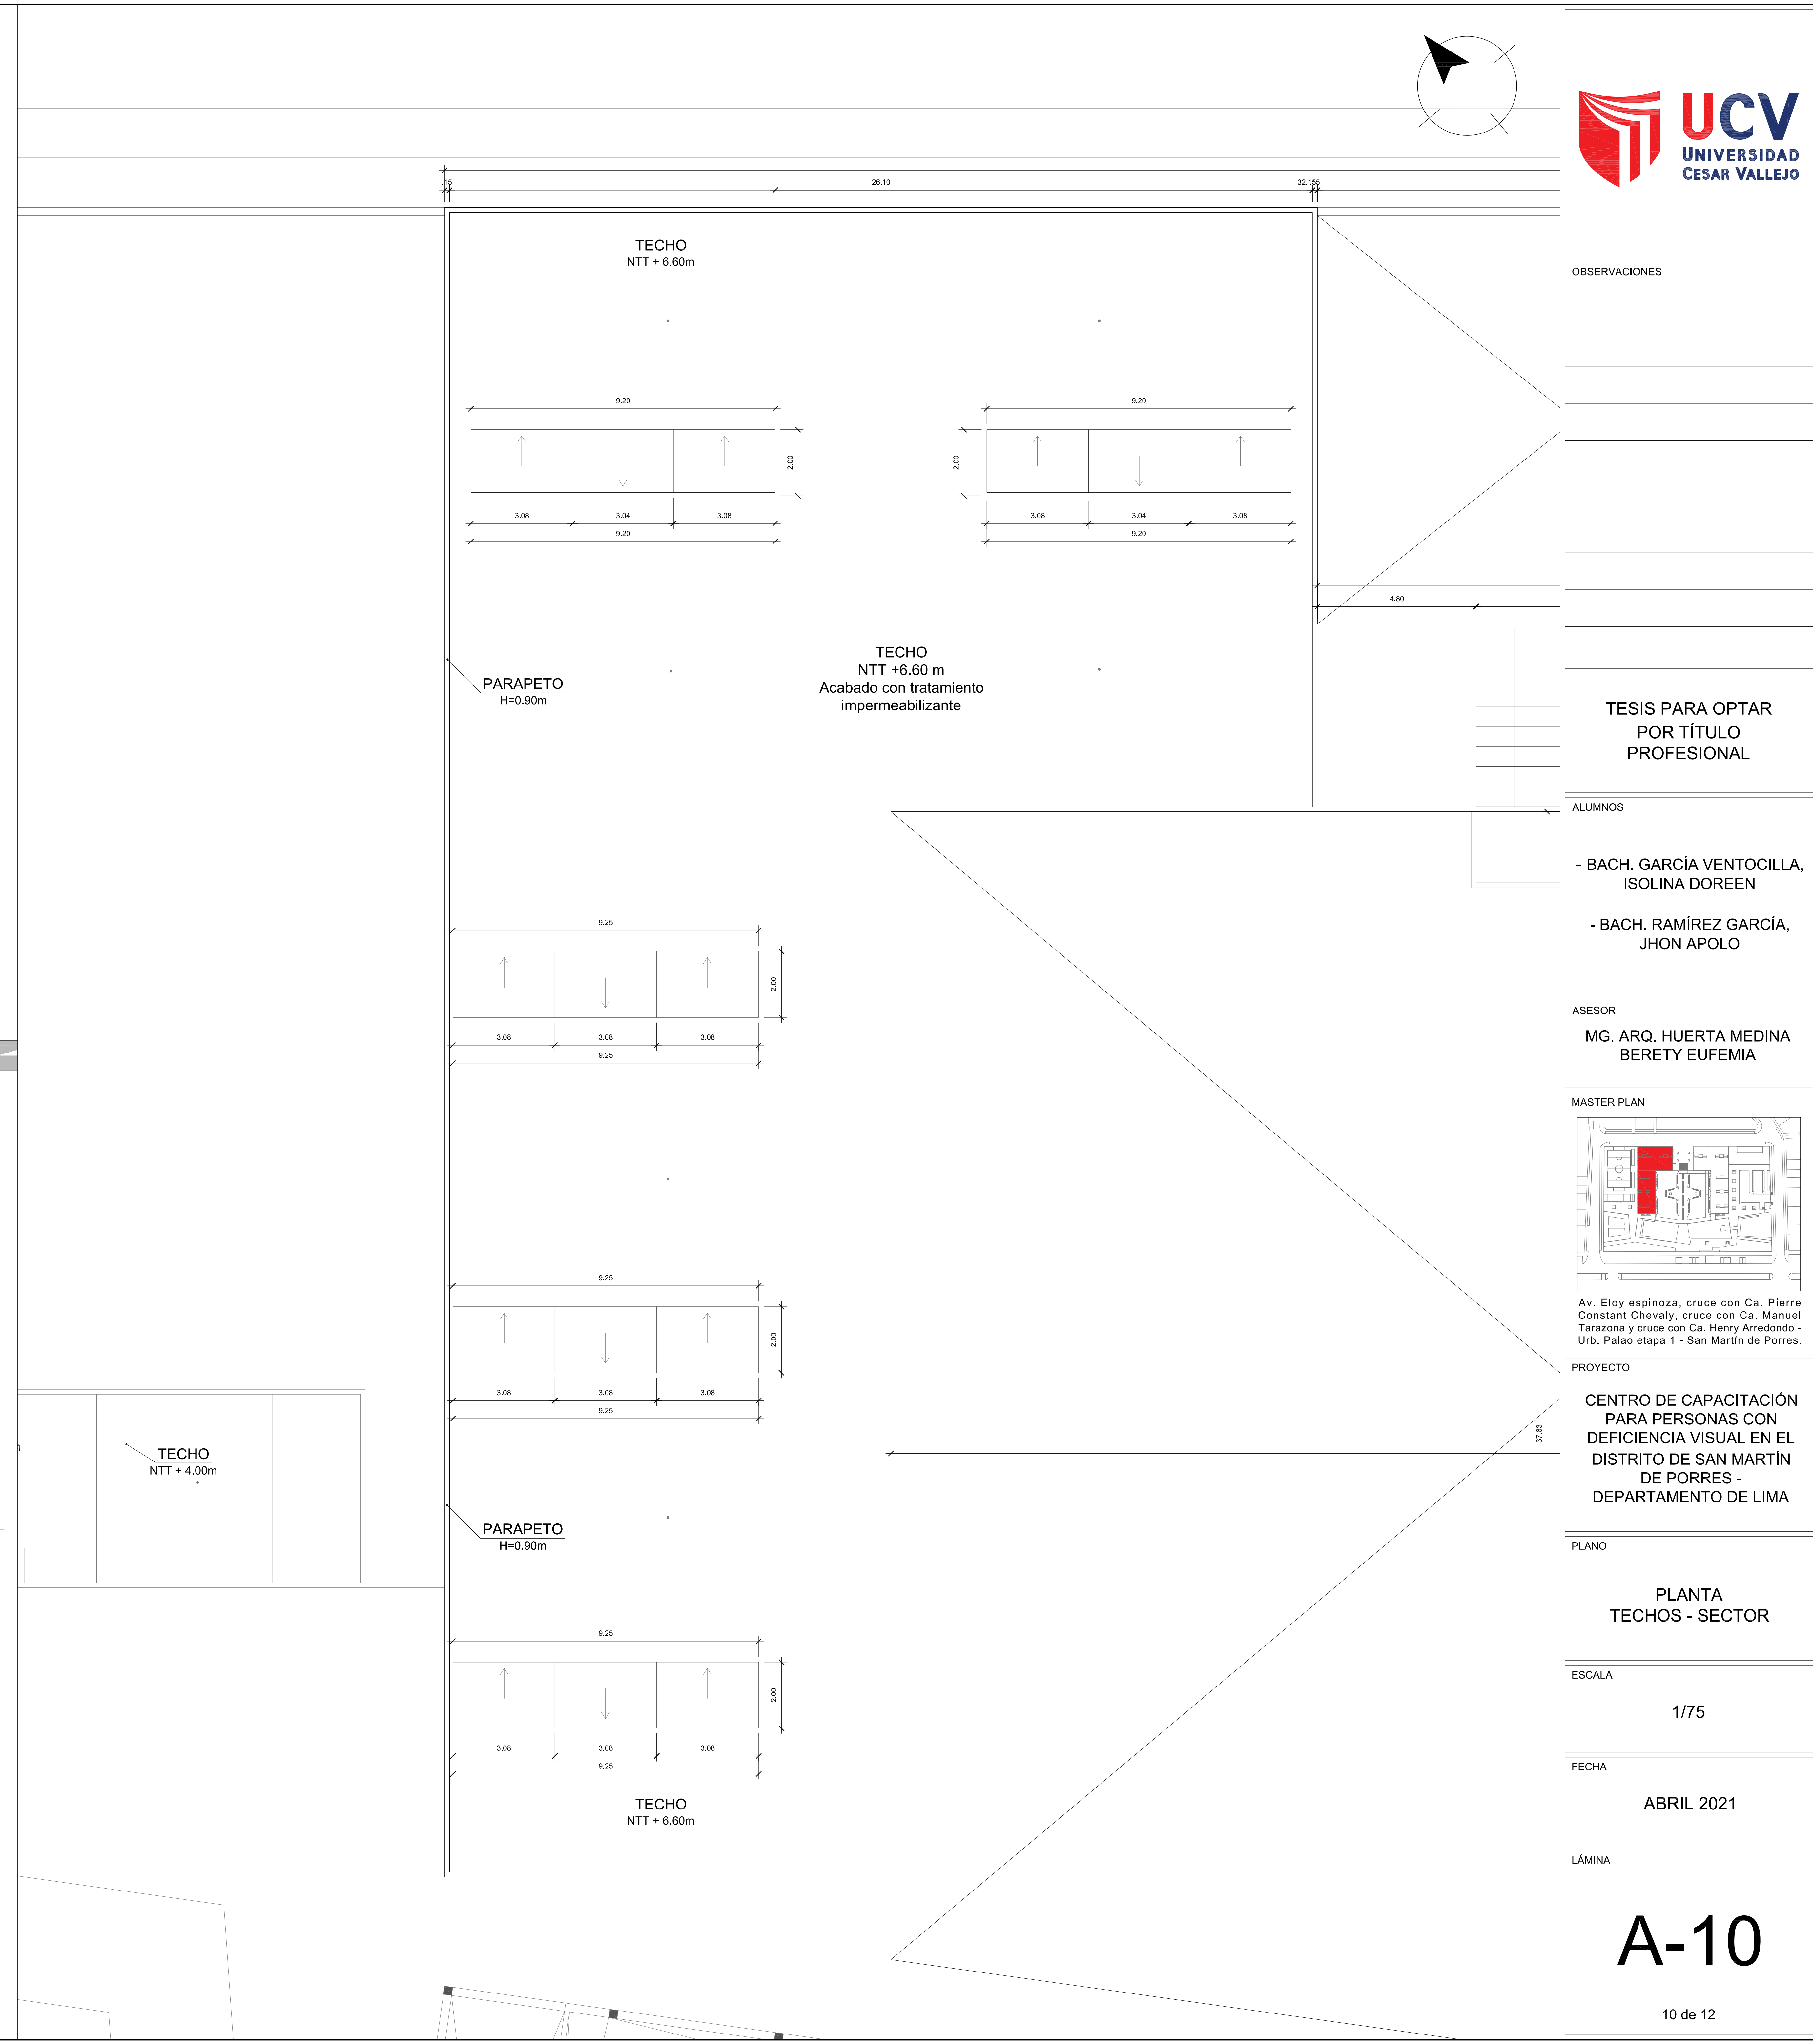 .15
26.10
32.15
.15
TECHO
NTT + 6.60m
9.20
2.00
3.08
3.04
3.08
9.20
9.20
2.00
3.08
3.04
3.08
9.20
4.80
PARAPETO
H=0.90m
TECHO
NTT +6.60 m
Acabado con tratamiento
impermeabilizante
9.25
2.00
3.08
3.08
3.08
9.25
9.25
2.00
3.08
3.08
3.08
9.25
37.63
TECHO
NTT + 4.00m
PARAPETO
H=0.90m
9.25
2.00
3.08
3.08
3.08
9.25
TECHO
NTT + 6.60m
UCV
UNIVERSIDAD
CESAR VALLEJO
OBSERVACIONES
TESIS PARA OPTAR
POR TÍTULO
PROFESIONAL
ALUMNOS
- BACH. GARCÍA VENTOCILLA,
ISOLINA DOREEN
- BACH. RAMÍREZ GARCÍA,
JHON APOLO
ASESOR
MG. ARQ. HUERTA MEDINA
BERETY EUFEMIA
MASTER PLAN
Av. Eloy espinoza, cruce con Ca. Pierre
Constant Chevaly, cruce con Ca. Manuel
Tarazona y cruce con Ca. Henry Arredondo -
Urb. Palao etapa 1 - San Martín de Porres.
PROYECTO
CENTRO DE CAPACITACIÓN
PARA PERSONAS CON
DEFICIENCIA VISUAL EN EL
DISTRITO DE SAN MARTÍN
DE PORRES -
DEPARTAMENTO DE LIMA
PLANO
PLANTA
TECHOS - SECTOR
ESCALA
1/75
FECHA
ABRIL 2021
LÁMINA
A-10
10 de 12